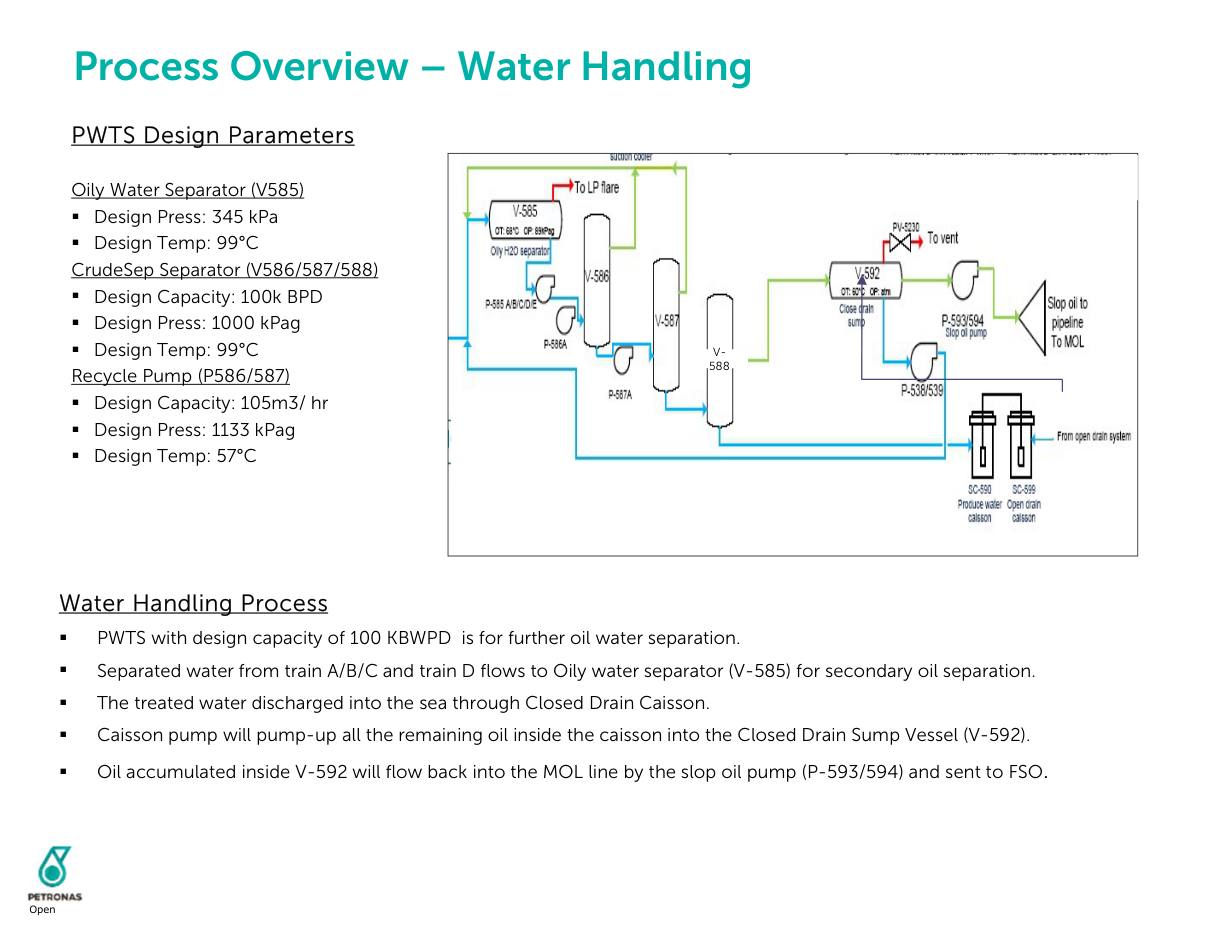 Process Overview – Water Handling
PWTS Design Parameters
Oily Water Separator (V585)
▪ Design Press: 345 kPa
▪ Design Temp: 99°C
CrudeSep Separator (V586/587/588)
▪ Design Capacity: 100k BPD
▪ Design Press: 1000 kPag
▪ Design Temp: 99°C
Recycle Pump (P586/587)
▪ Design Capacity: 105m3/ hr
▪ Design Press: 1133 kPag
▪ Design Temp: 57°C
suction cooler
To LP flare
V-585
OT: 68°C OP: 89kPag
Oily H2O separator
V-586
P-585 A/B/C/D/E
P-586A
V-587
P-587A
V-
588
PV-5230
To vent
V-592
OT: 60°C OP: atm
Close drain
sump
P-593/594
Slop oil pump
Slop oil to
pipeline
To MOL
P-538/539
From open drain system
SC-590
Produce water
caisson
SC-599
Open drain
caisson
Water Handling Process
▪ PWTS with design capacity of 100 KBWPD is for further oil water separation.
▪ Separated water from train A/B/C and train D flows to Oily water separator (V-585) for secondary oil separation.
▪ The treated water discharged into the sea through Closed Drain Caisson.
▪ Caisson pump will pump-up all the remaining oil inside the caisson into the Closed Drain Sump Vessel (V-592).
▪ Oil accumulated inside V-592 will flow back into the MOL line by the slop oil pump (P-593/594) and sent to FSO.
PETRONAS
Open